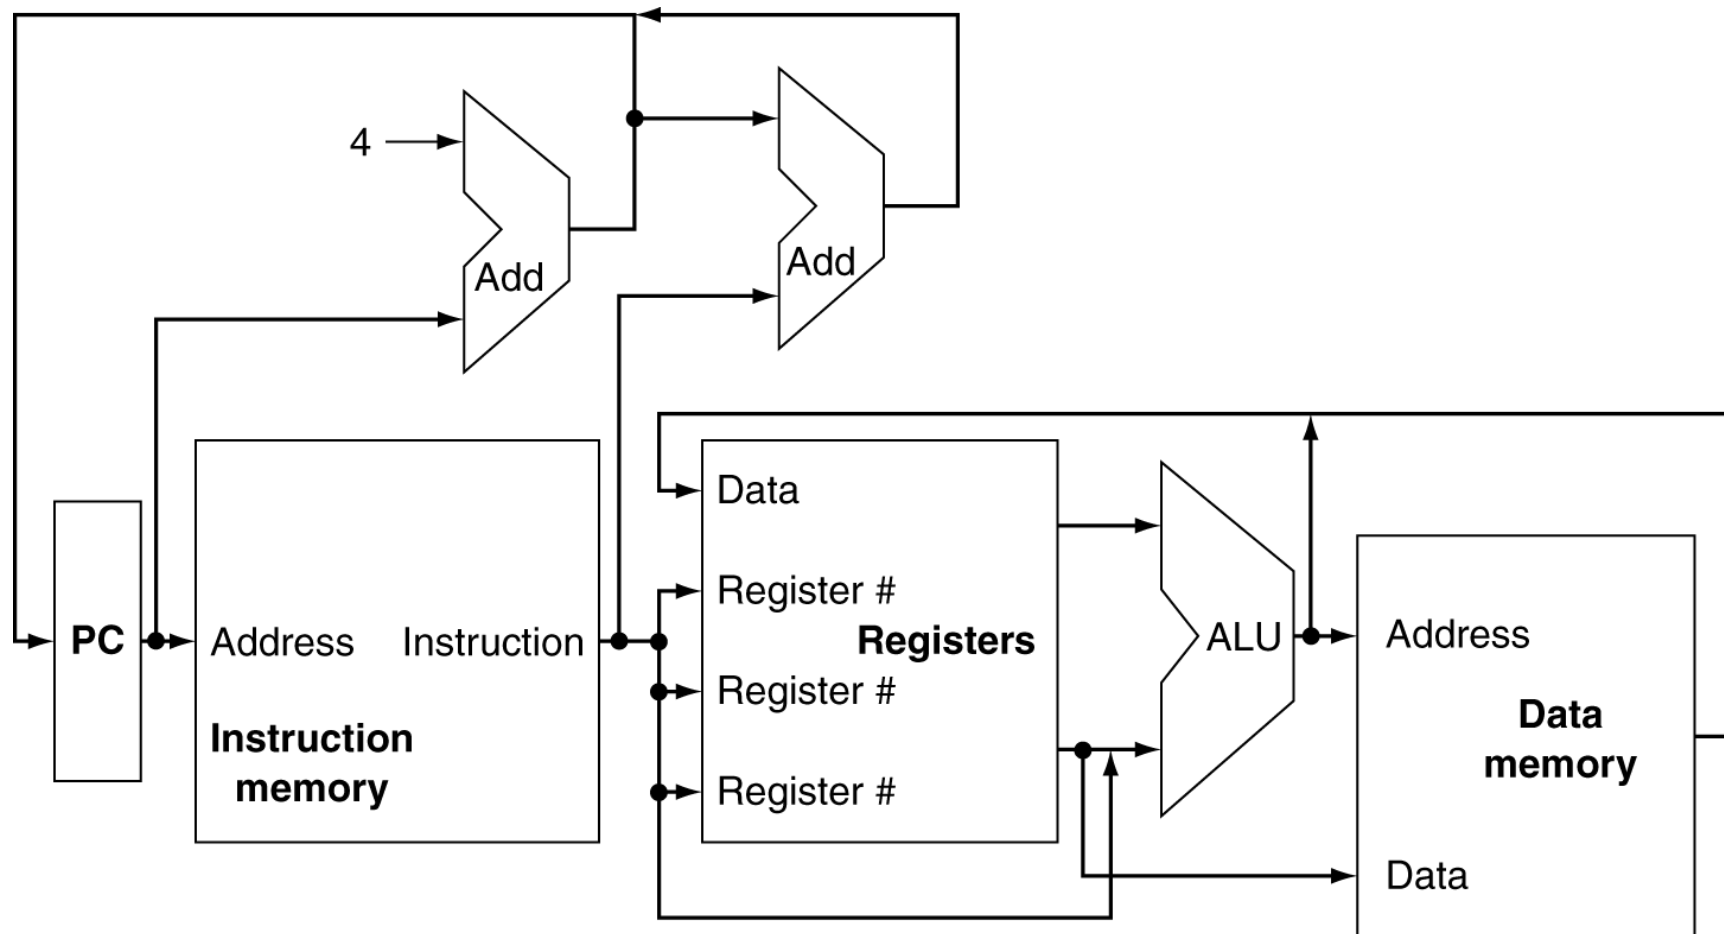 4
Add
Add
Data
Register #
PC
Address
Instruction
Registers
ALU
Address
Register #
Instruction
memory
Data
memory
Register #
Data